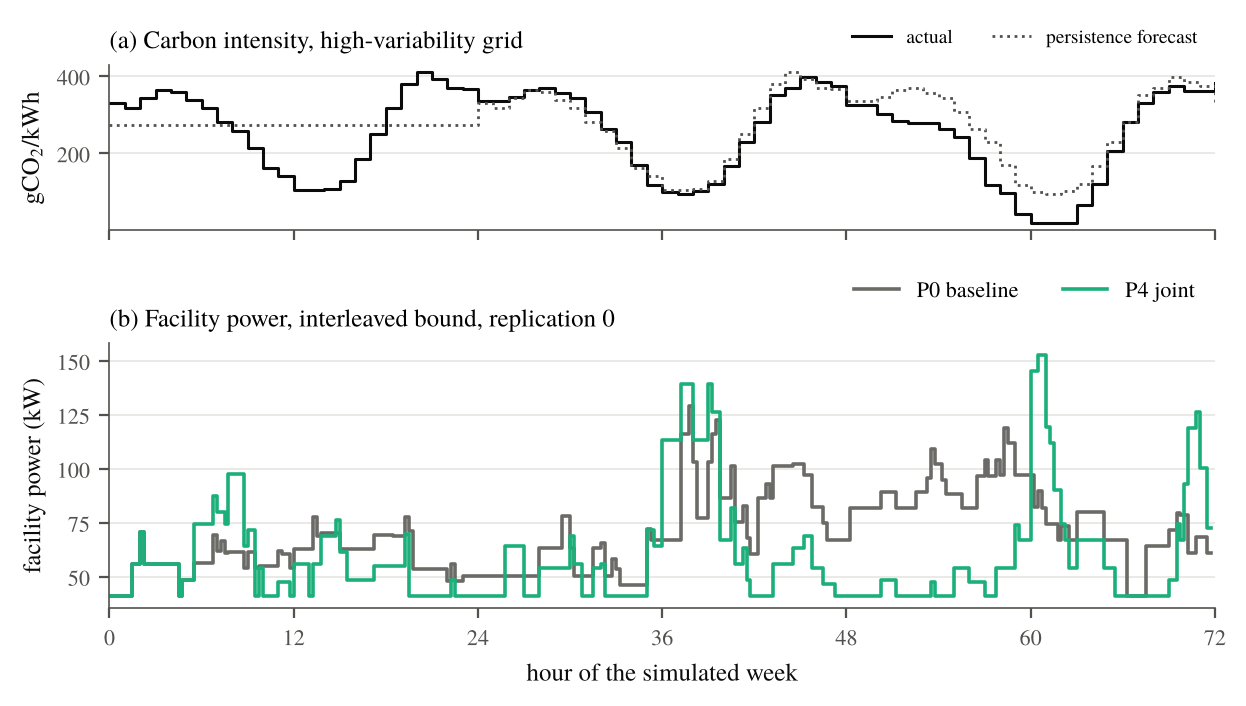 (a) Carbon intensity, high-variability grid
actual
persistence forecast
gCO₂/kWh
400
200
P0 baseline
P4 joint
(b) Facility power, interleaved bound, replication 0
facility power (kW)
150
125
100
75
50
0
12
24
36
48
60
72
hour of the simulated week